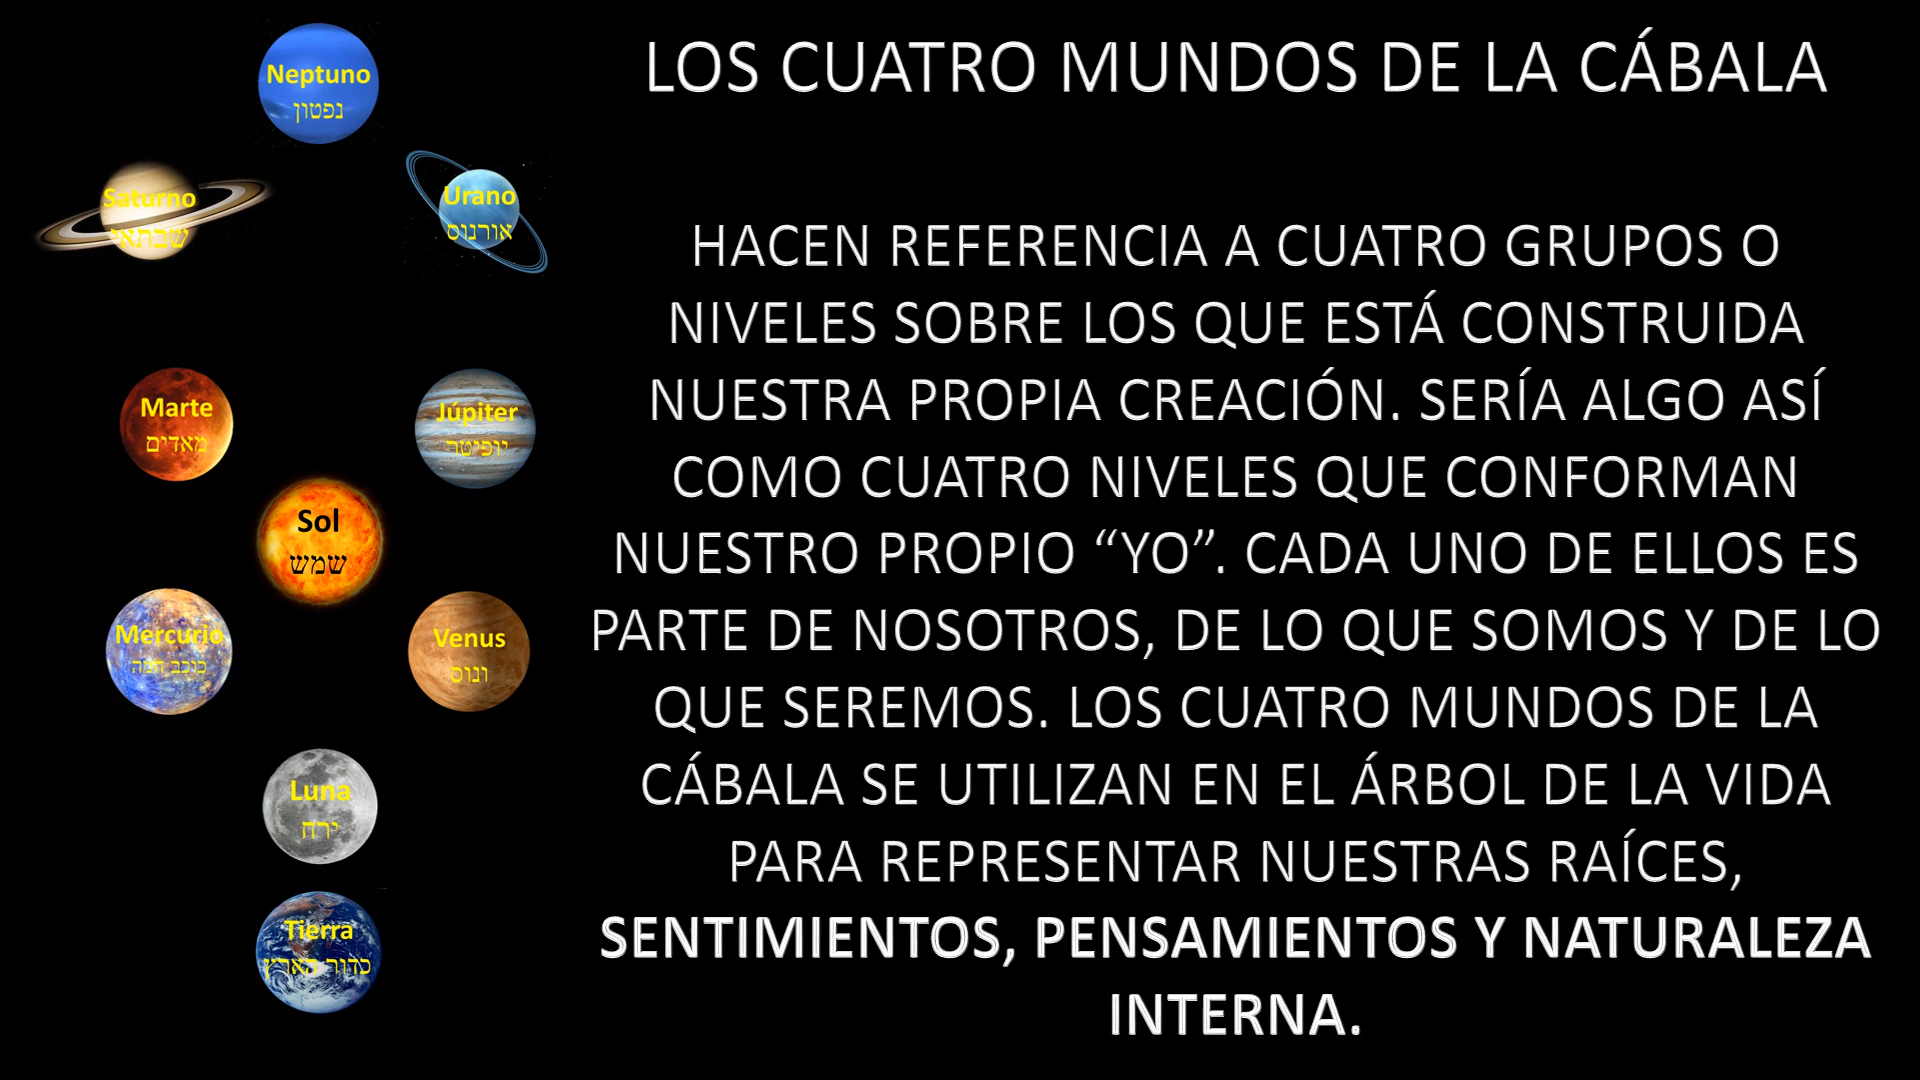 LOS CUATRO MUNDOS DE LA CÁBALA
HACEN REFERENCIA A CUATRO GRUPOS O
NIVELES SOBRE LOS QUE ESTÁ CONSTRUIDA
NUESTRA PROPIA CREACIÓN. SERÍA ALGO ASÍ
COMO CUATRO NIVELES QUE CONFORMAN
NUESTRO PROPIO “YO”. CADA UNO DE ELLOS ES
PARTE DE NOSOTROS, DE LO QUE SOMOS Y DE LO
QUE SEREMOS. LOS CUATRO MUNDOS DE LA
CÁBALA SE UTILIZAN EN EL ÁRBOL DE LA VIDA
PARA REPRESENTAR NUESTRAS RAÍCES,
SENTIMIENTOS, PENSAMIENTOS Y NATURALEZA
INTERNA.
Neptuno
נפטון
Saturno
שבתאי
Urano
אורנוס
Marte
מאדים
Júpiter
יופיטר
Sol
שמש
Mercurio
כוכב חמה
Venus
ונוס
Luna
ירח
Tierra
כדור הארץ